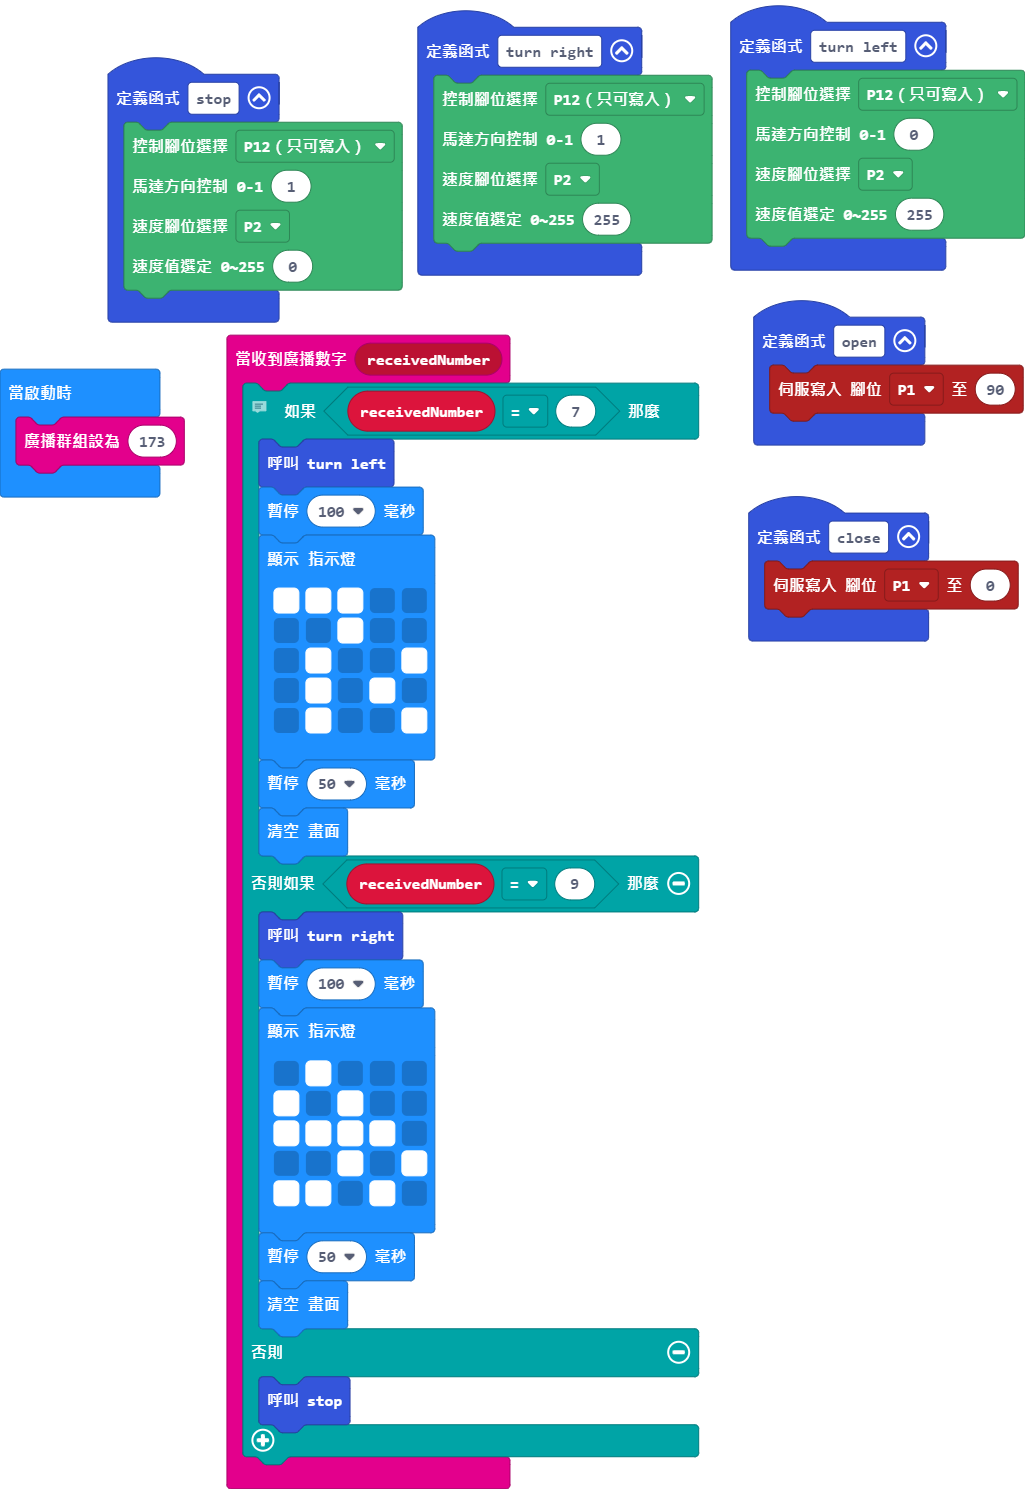 定義函式 stop
控制腳位選擇 P12（只可寫入）
馬達方向控制 0-1 1
速度腳位選擇 P2
速度值選定 0~255 0
定義函式 turn right
控制腳位選擇 P12（只可寫入）
馬達方向控制 0-1 1
速度腳位選擇 P2
速度值選定 0~255 255
定義函式 turn left
控制腳位選擇 P12（只可寫入）
馬達方向控制 0-1 0
速度腳位選擇 P2
速度值選定 0~255 255
當啟動時
廣播群組設為 173
當收到廣播數字 receivedNumber
如果 receivedNumber = 7 那麼
呼叫 turn left
暫停 100 毫秒
顯示 指示燈
暫停 50 毫秒
清空 畫面
否則如果 receivedNumber = 9 那麼
呼叫 turn right
暫停 100 毫秒
顯示 指示燈
暫停 50 毫秒
清空 畫面
否則
呼叫 stop
定義函式 open
伺服寫入 腳位 P1 至 90
定義函式 close
伺服寫入 腳位 P1 至 0